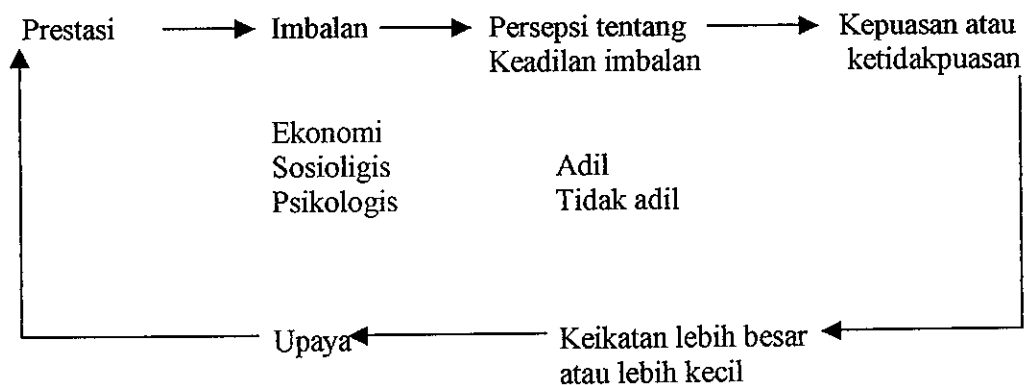 Prestasi
Imbalan
Persepsi tentang
Keadilan imbalan
Kepuasan atau
ketidakpuasan
Ekonomi
Sosioligis
Psikologis
Adil
Tidak adil
Upaya
Keikatan lebih besar
atau lebih kecil